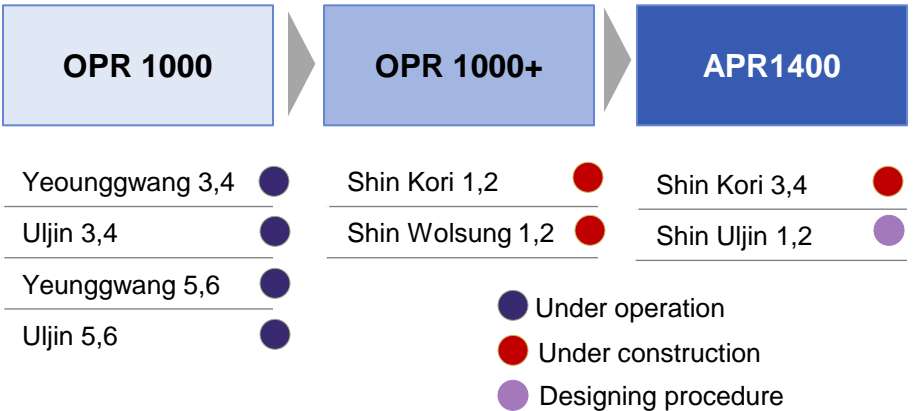 OPR 1000
OPR 1000+
APR1400
Yeounggwang 3,4
Uljin 3,4
Yeunggwang 5,6
Uljin 5,6
Shin Kori 1,2
Shin Wolsung 1,2
Shin Kori 3,4
Shin Uljin 1,2
Under operation
Under construction
Designing procedure